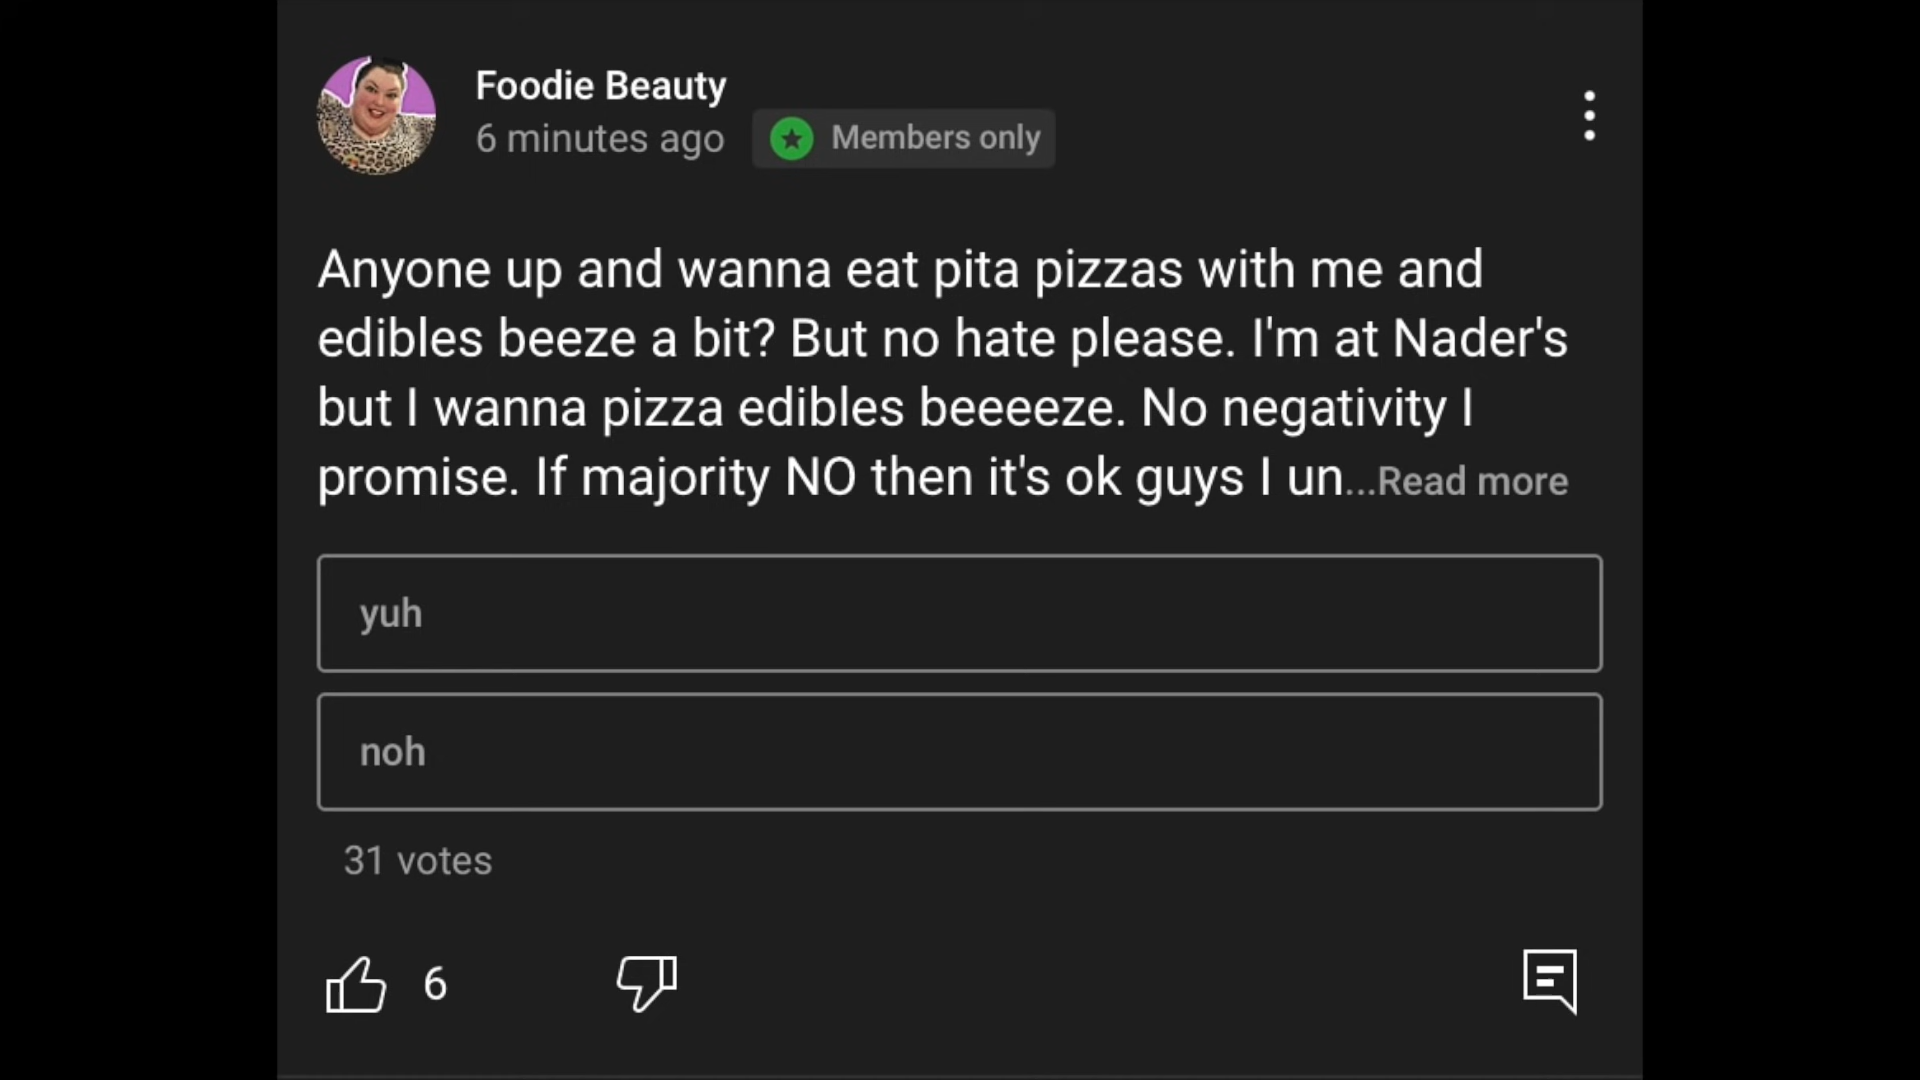 Foodie Beauty
6 minutes ago
Members only
Anyone up and wanna eat pita pizzas with me and
edibles beeze a bit? But no hate please. I'm at Nader's
but I wanna pizza edibles beeeeze. No negativity I
promise. If majority NO then it's ok guys I un...Read more
yuh
noh
31 votes
6